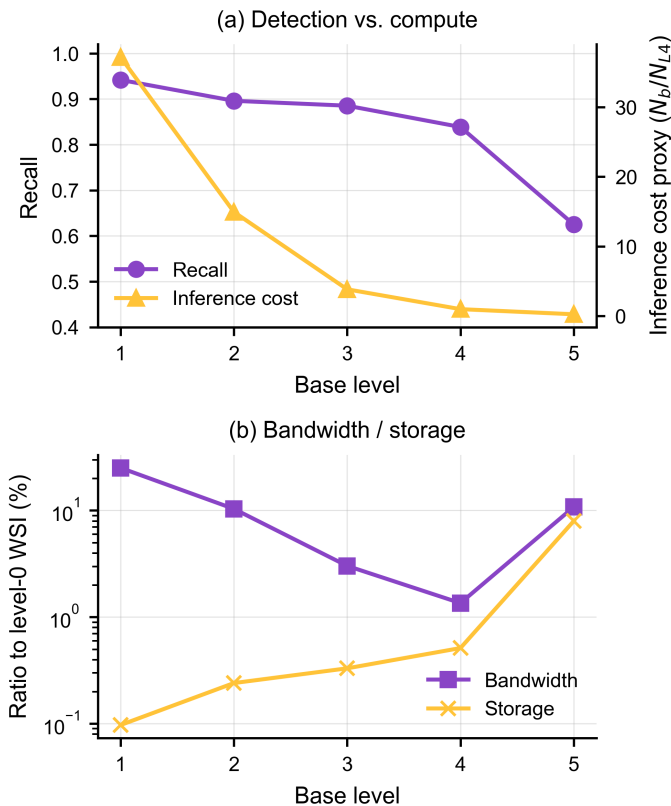 (a) Detection vs. compute
1.0
0.9
0.8
0.7
0.6
0.5
0.4
Recall
30
20
10
0
Inference cost proxy (N_b/N_{L4})
Recall
Inference cost
1 2 3 4 5
Base level
(b) Bandwidth / storage
10^1
10^0
10^{−1}
Ratio to level-0 WSI (%)
Bandwidth
Storage
1 2 3 4 5
Base level